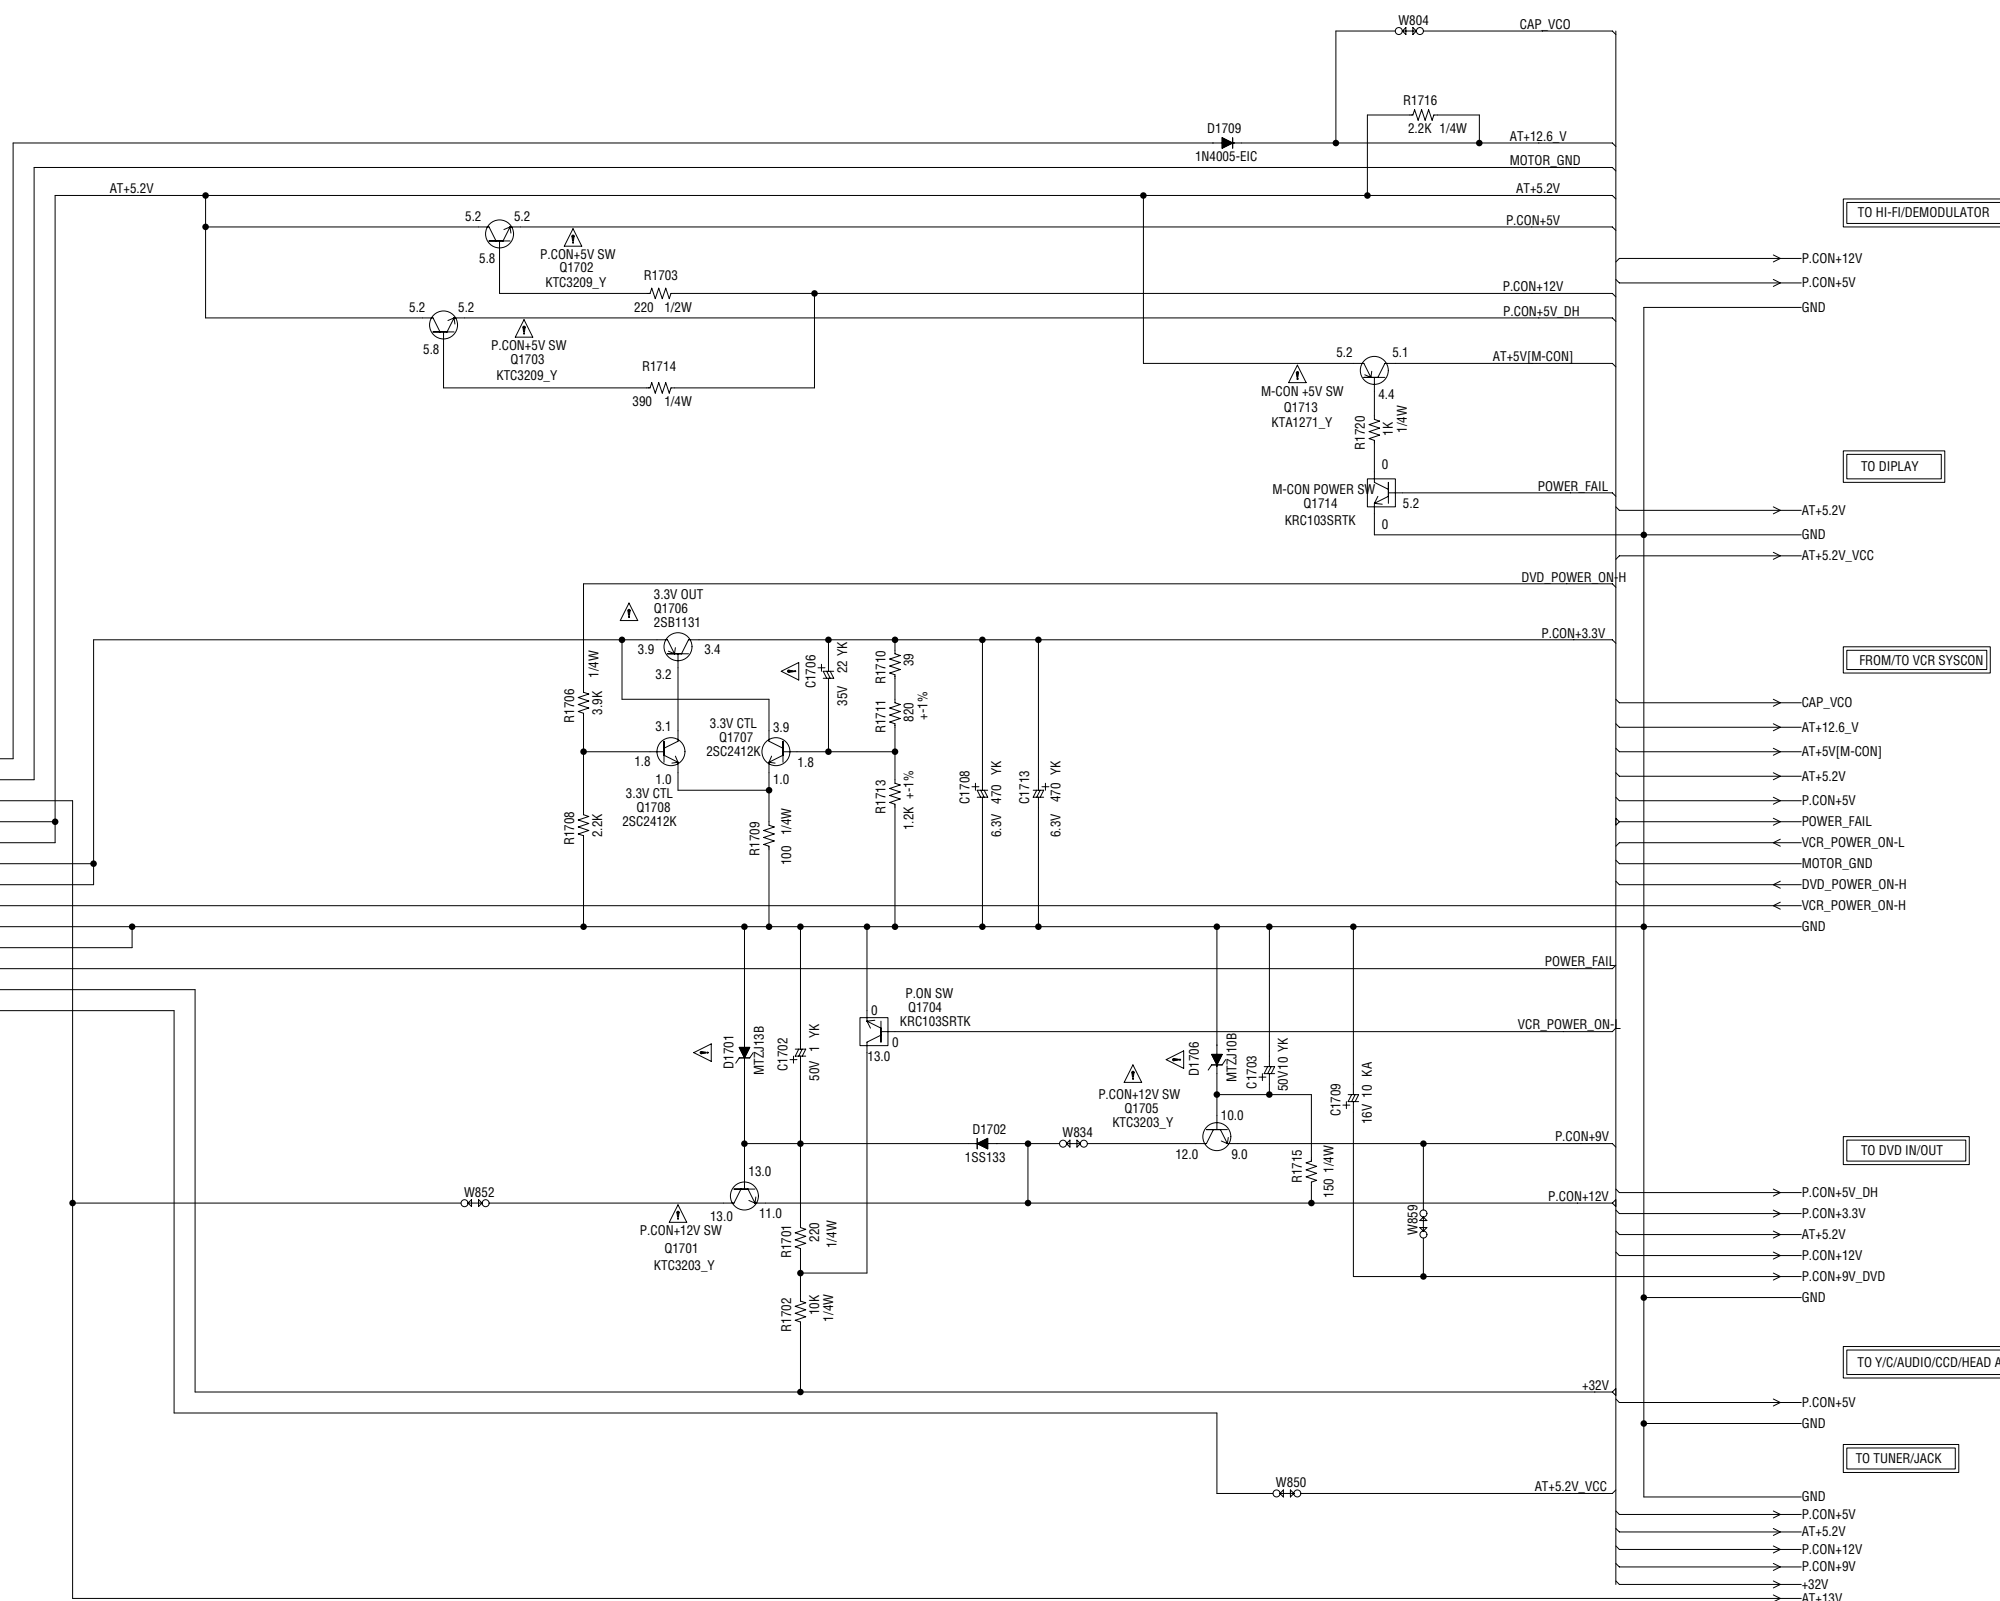 W804
CAP_VCO
R1716
2.2K 1/4W
D1709
1N4005-EIC
AT+12.6_V
MOTOR_GND
AT+5.2V
AT+5.2V
5.2
5.2
P.CON+5V
5.8
P.CON+5V SW
Q1702
KTC3209_Y
R1703
220 1/2W
P.CON+12V
5.2
5.2
P.CON+5V_DH
5.8
P.CON+5V SW
Q1703
KTC3209_Y
R1714
390 1/4W
5.2
5.1
AT+5V[M-CON]
M-CON +5V SW
Q1713
KTA1271_Y
4.4
R1720
1K
1/4W
0
M-CON POWER SW
Q1714
KRC103SRTK
5.2
0
POWER_FAIL
DVD_POWER_ON-H
3.3V OUT
Q1706
2SB1131
3.9
3.4
3.2
P.CON+3.3V
R1706
3.9K
1/4W
C1706
35V 22 YK
R1710
39
R1711
820
+-1%
3.1
3.3V CTL
Q1707
2SC2412K
3.9
1.8
1.8
1.0
1.0
3.3V CTL
Q1708
2SC2412K
R1708
2.2K
R1709
100 1/4W
R1713
1.2K +-1%
C1708
6.3V 470 YK
C1713
6.3V 470 YK
POWER_FAIL
P.ON SW
Q1704
KRC103SRTK
0
0
13.0
VCR_POWER_ON-L
D1701
MTZJ13B
C1702
50V 1 YK
D1706
MTZJ10B
C1703
50V10 YK
C1709
16V 10 KA
P.CON+12V SW
Q1705
KTC3203_Y
10.0
12.0
9.0
D1702
1SS133
W834
P.CON+9V
R1715
150 1/4W
W852
13.0
13.0
11.0
P.CON+12V SW
Q1701
KTC3203_Y
P.CON+12V
W859
R1701
220
1/4W
R1702
10K
1/4W
+32V
W850
AT+5.2V_VCC
TO HI-FI/DEMODULATOR
P.CON+12V
P.CON+5V
GND
TO DIPLAY
AT+5.2V
GND
AT+5.2V_VCC
FROM/TO VCR SYSCON
CAP_VCO
AT+12.6_V
AT+5V[M-CON]
AT+5.2V
P.CON+5V
POWER_FAIL
VCR_POWER_ON-L
MOTOR_GND
DVD_POWER_ON-H
VCR_POWER_ON-H
GND
TO DVD IN/OUT
P.CON+5V_DH
P.CON+3.3V
AT+5.2V
P.CON+12V
P.CON+9V_DVD
GND
TO Y/C/AUDIO/CCD/HEAD A
P.CON+5V
GND
TO TUNER/JACK
GND
P.CON+5V
AT+5.2V
P.CON+12V
P.CON+9V
+32V
AT+13V